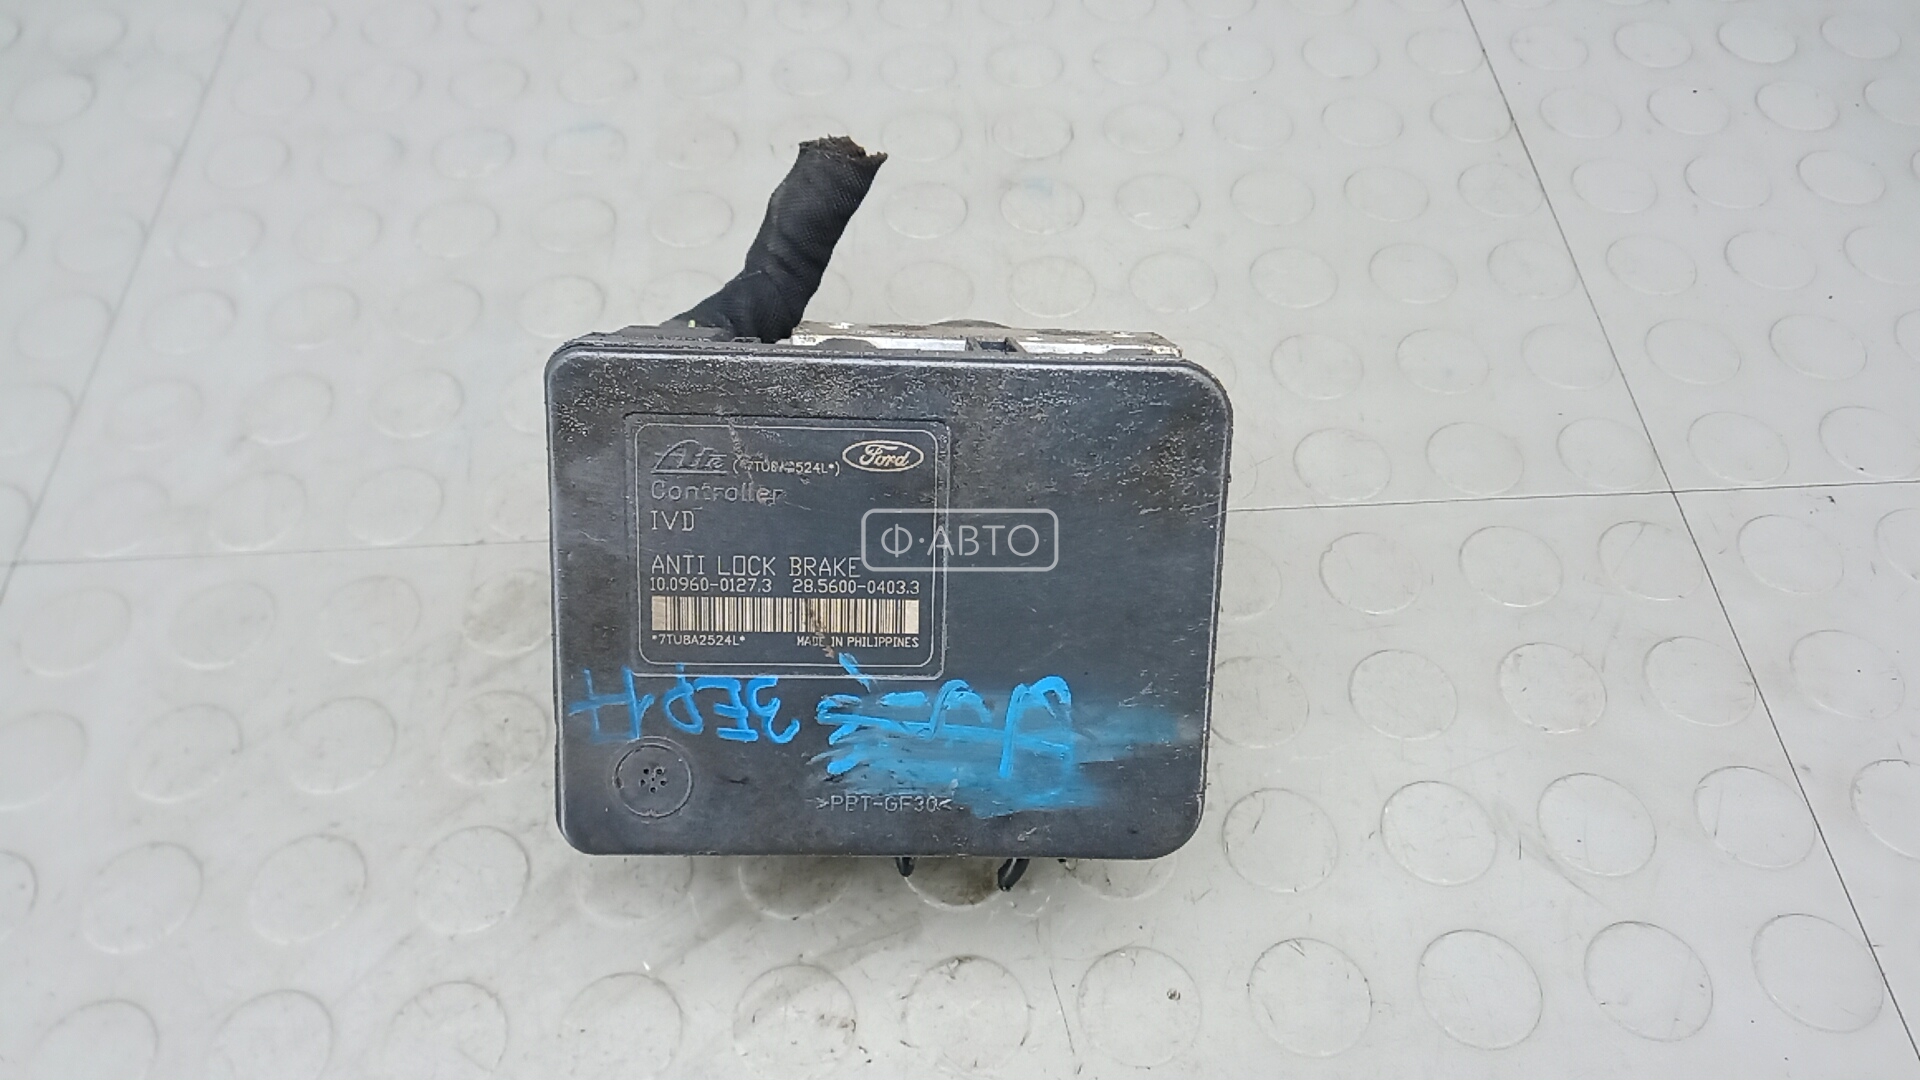 Ate (*7TU8A2524L*) Ford
Controller
IVD
Ф·АВТО
ANTI LOCK BRAKE
10.0960-0127.3 28.5600-0403.3
*7TU8A2524L* MADE IN PHILIPPINES
>PBT-GF30<